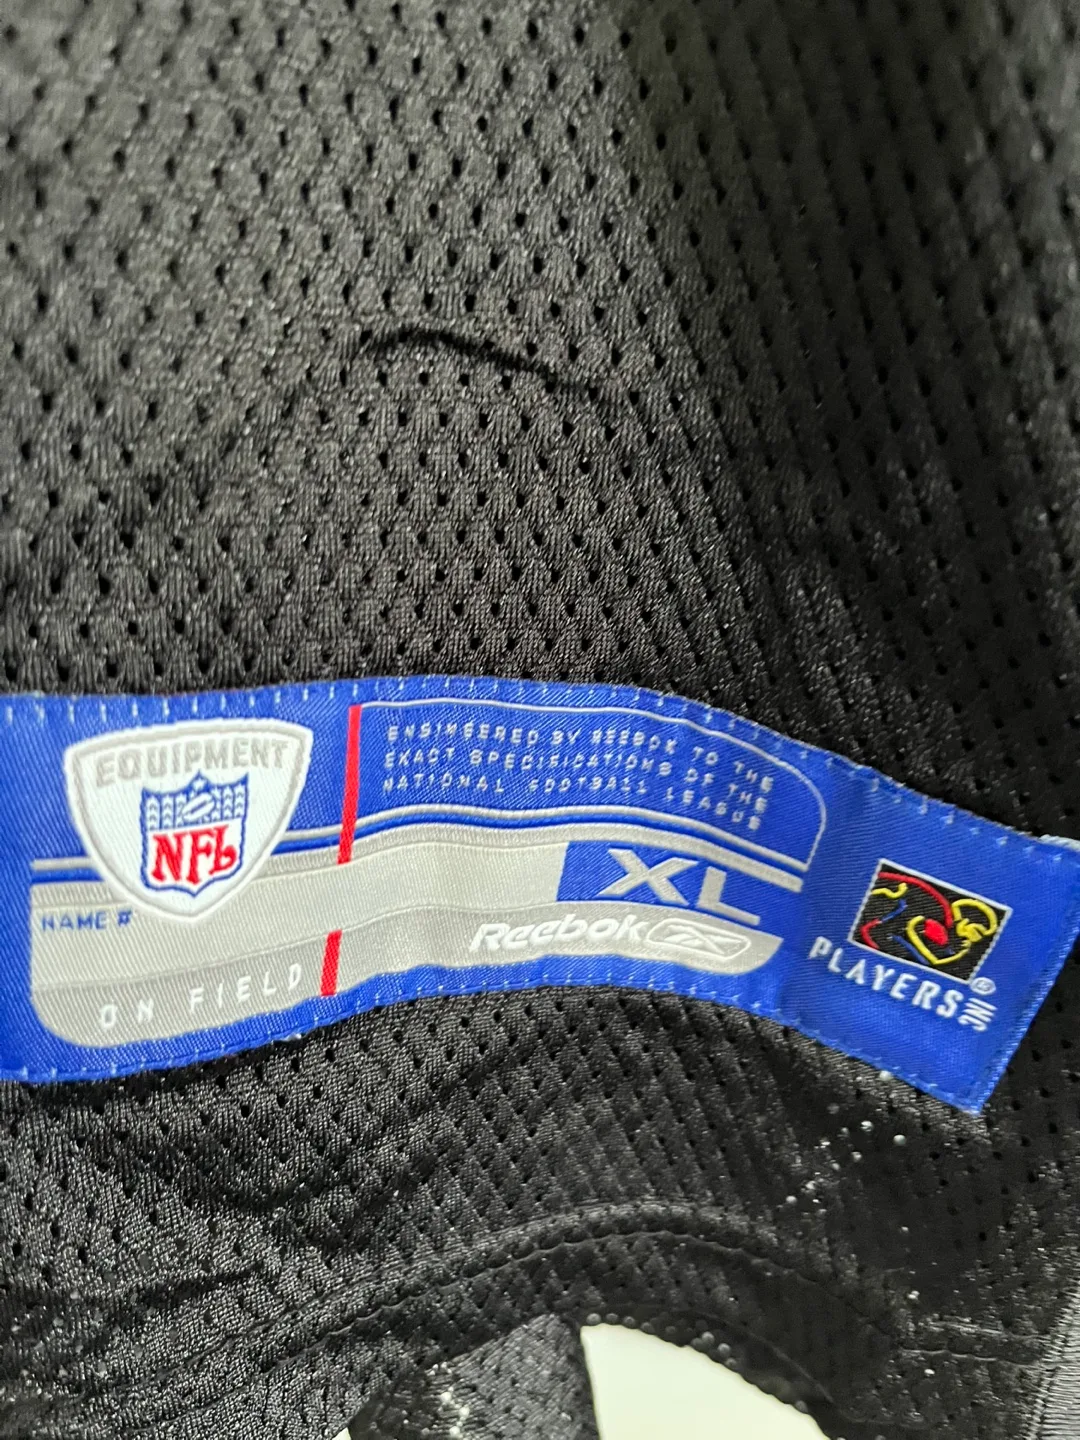 EQUIPMENT
NFL
ENGINEERED BY REEBOK TO THE
EXACT SPECIFICATIONS OF THE
NATIONAL FOOTBALL LEAGUE
XL
NAME #
Reebok
ON FIELD
PLAYERS INC®